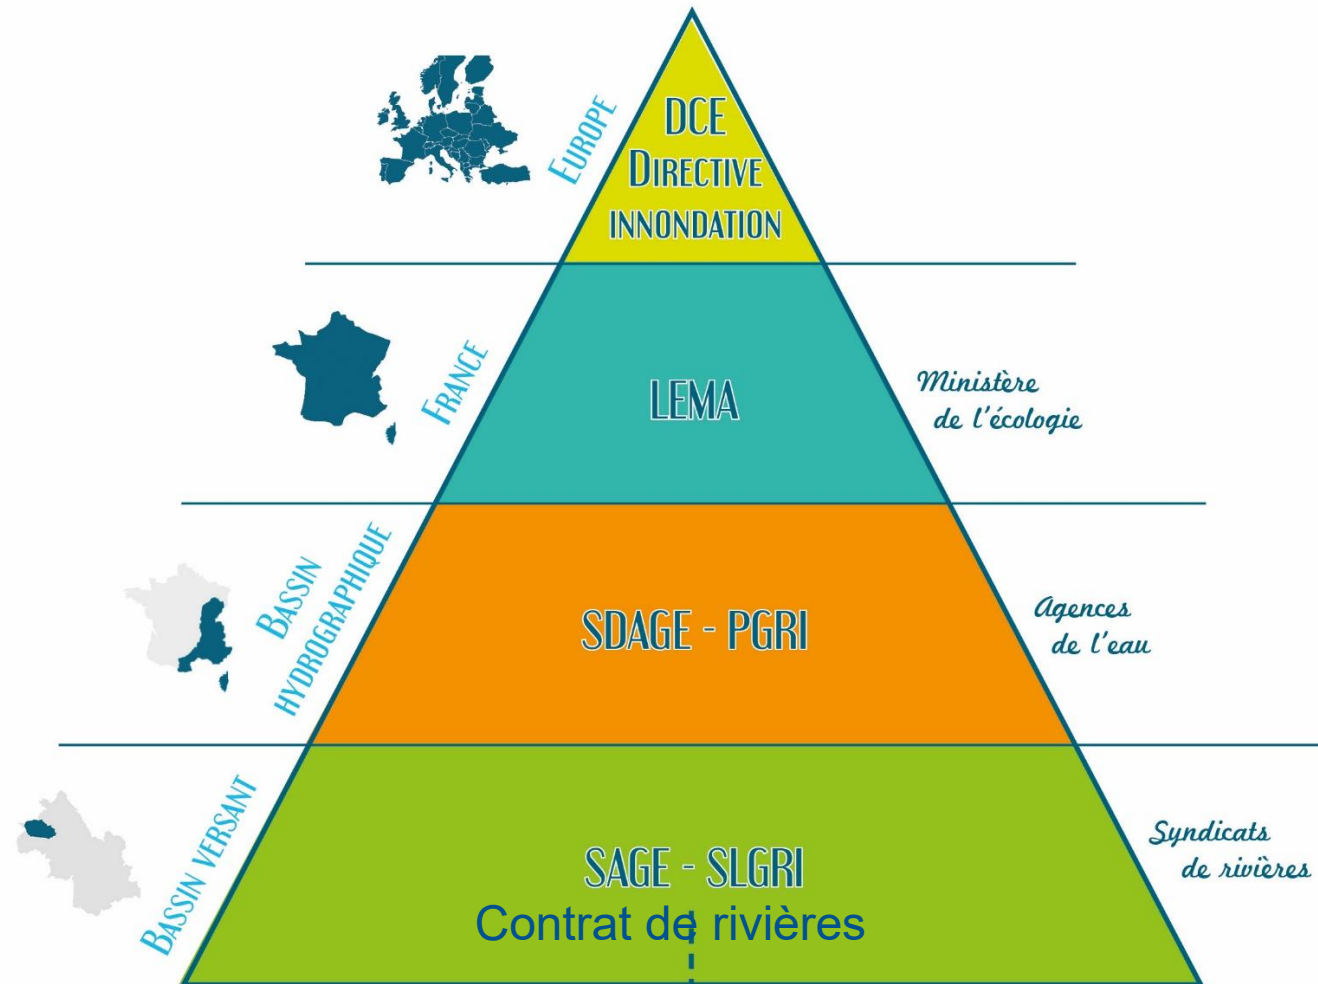 EUROPE
DCE
DIRECTIVE
INNONDATION
FRANCE
LEMA
Ministère
de l'écologie
BASSIN
HYDROGRAPHIQUE
SDAGE - PGRI
Agences
de l'eau
BASSIN VERSANT
SAGE - SLGRI
Contrat de rivières
Syndicats
de rivières